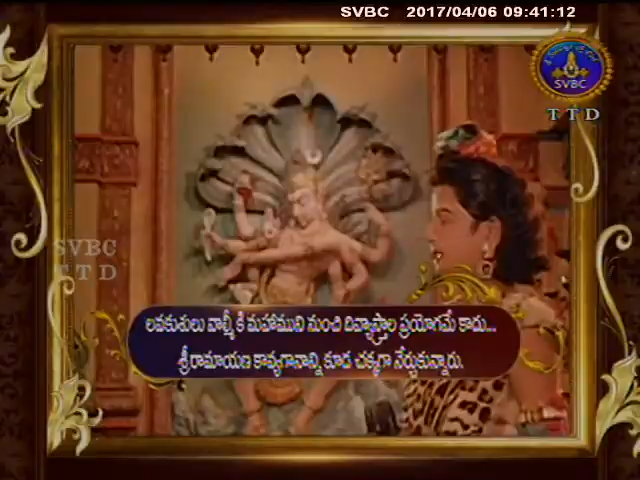 SVBC 2017/04/06 09:41:12
SVBC
TTD
SVBC
TTD
లవకుశులు వాల్మీకి మహాముని నుంచి దివ్యాస్త్రాల ప్రయోగమే కాదు...
శ్రీరామాయణ కావ్యగానాన్ని కూడ చక్కగా నేర్చుకున్నారు.